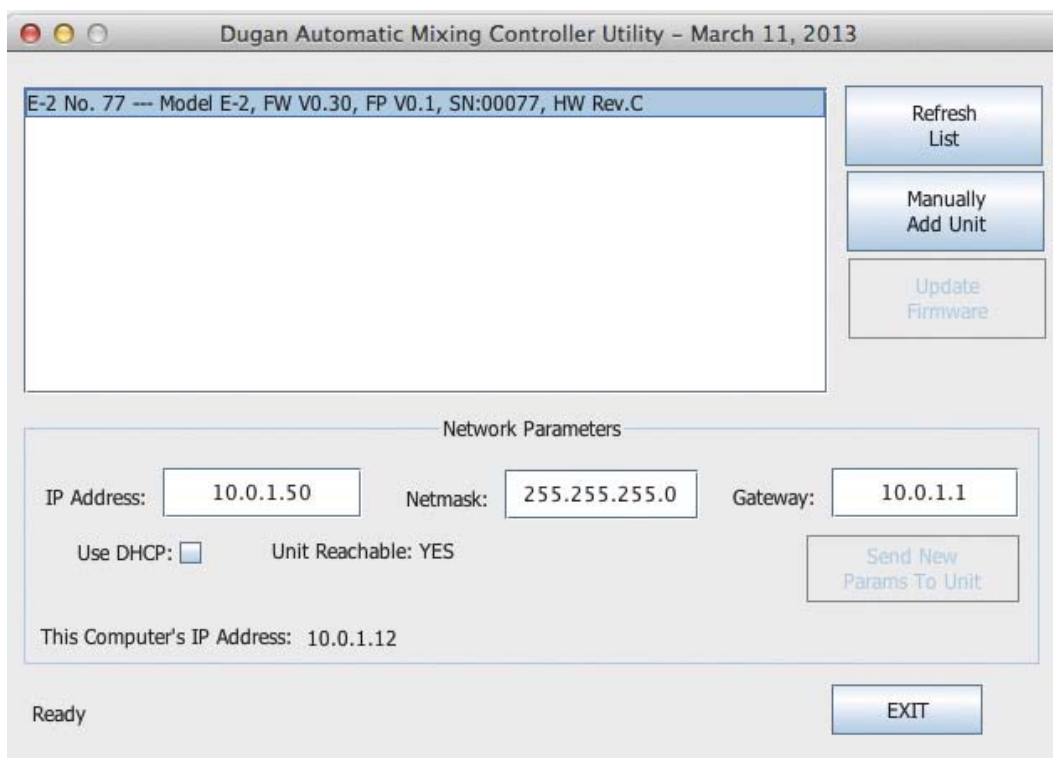 Dugan Automatic Mixing Controller Utility – March 11, 2013
E-2 No. 77 --- Model E-2, FW V0.30, FP V0.1, SN:00077, HW Rev.C
Refresh
List
Manually
Add Unit
Update
Firmware
Network Parameters
IP Address: 10.0.1.50 Netmask: 255.255.255.0 Gateway: 10.0.1.1
Use DHCP: Unit Reachable: YES
Send New
Params To Unit
This Computer's IP Address: 10.0.1.12
Ready
EXIT